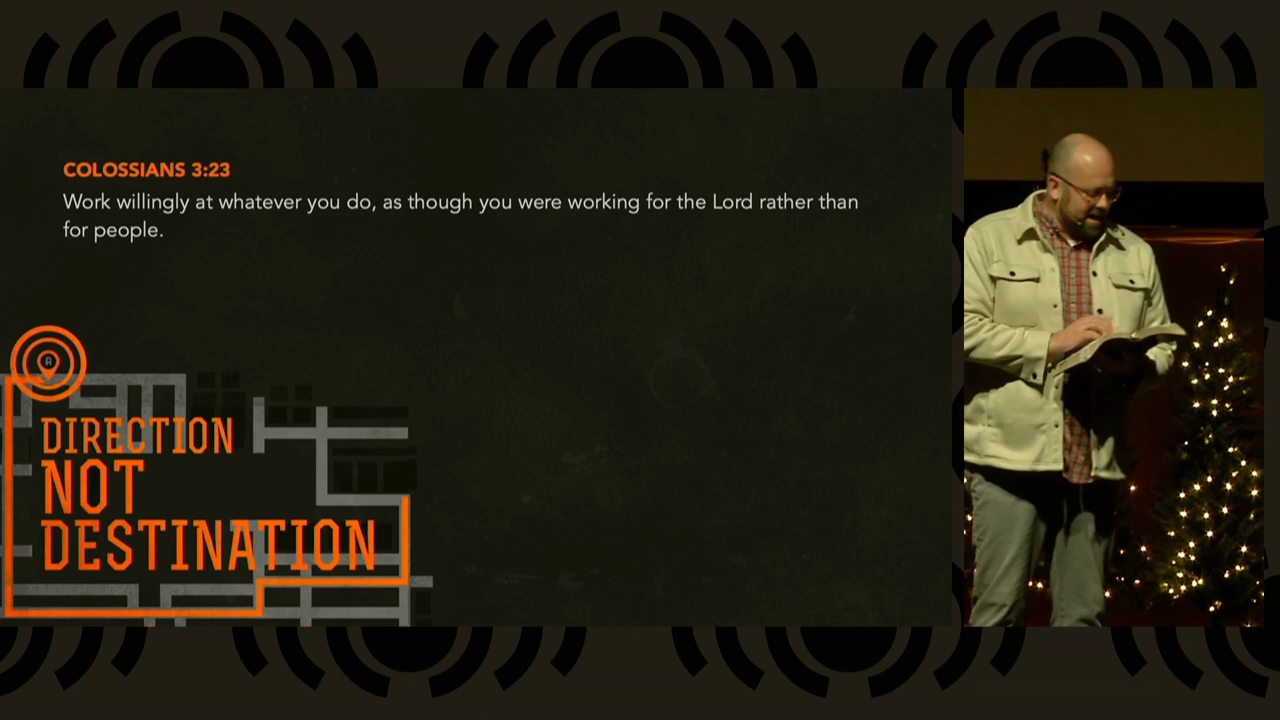 COLOSSIANS 3:23
Work willingly at whatever you do, as though you were working for the Lord rather than
for people.
A
DIRECTION
NOT
DESTINATION